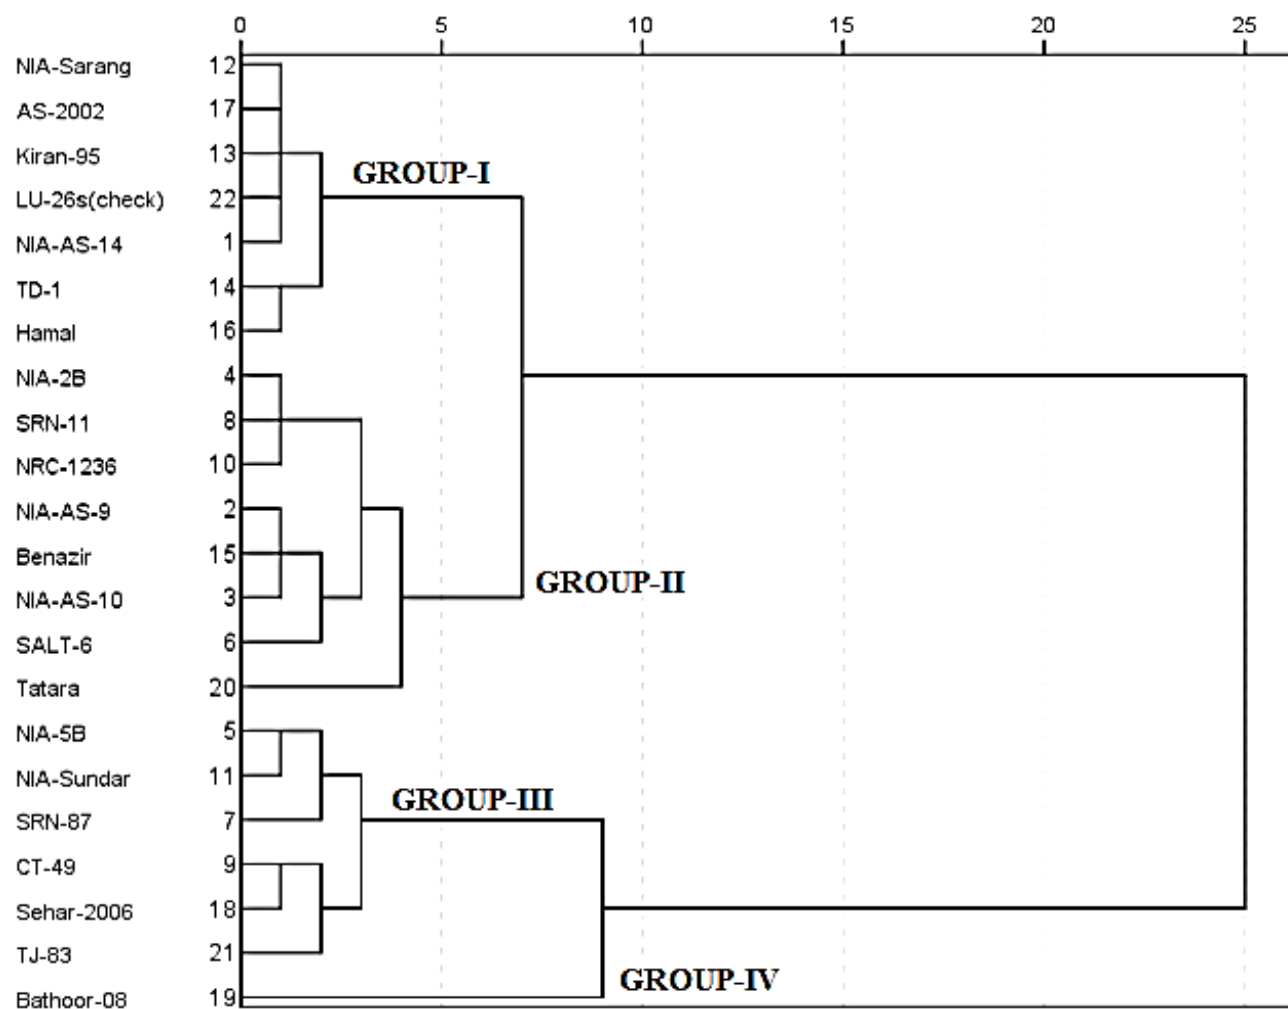 0 5 10 15 20 25
NIA-Sarang 12
AS-2002 17
Kiran-95 13
GROUP-I
LU-26s(check) 22
NIA-AS-14 1
TD-1 14
Hamal 16
NIA-2B 4
SRN-11 8
NRC-1236 10
NIA-AS-9 2
Benazir 15
GROUP-II
NIA-AS-10 3
SALT-6 6
Tatara 20
NIA-5B 5
NIA-Sundar 11
GROUP-III
SRN-87 7
CT-49 9
Sehar-2006 18
TJ-83 21
GROUP-IV
Bathoor-08 19